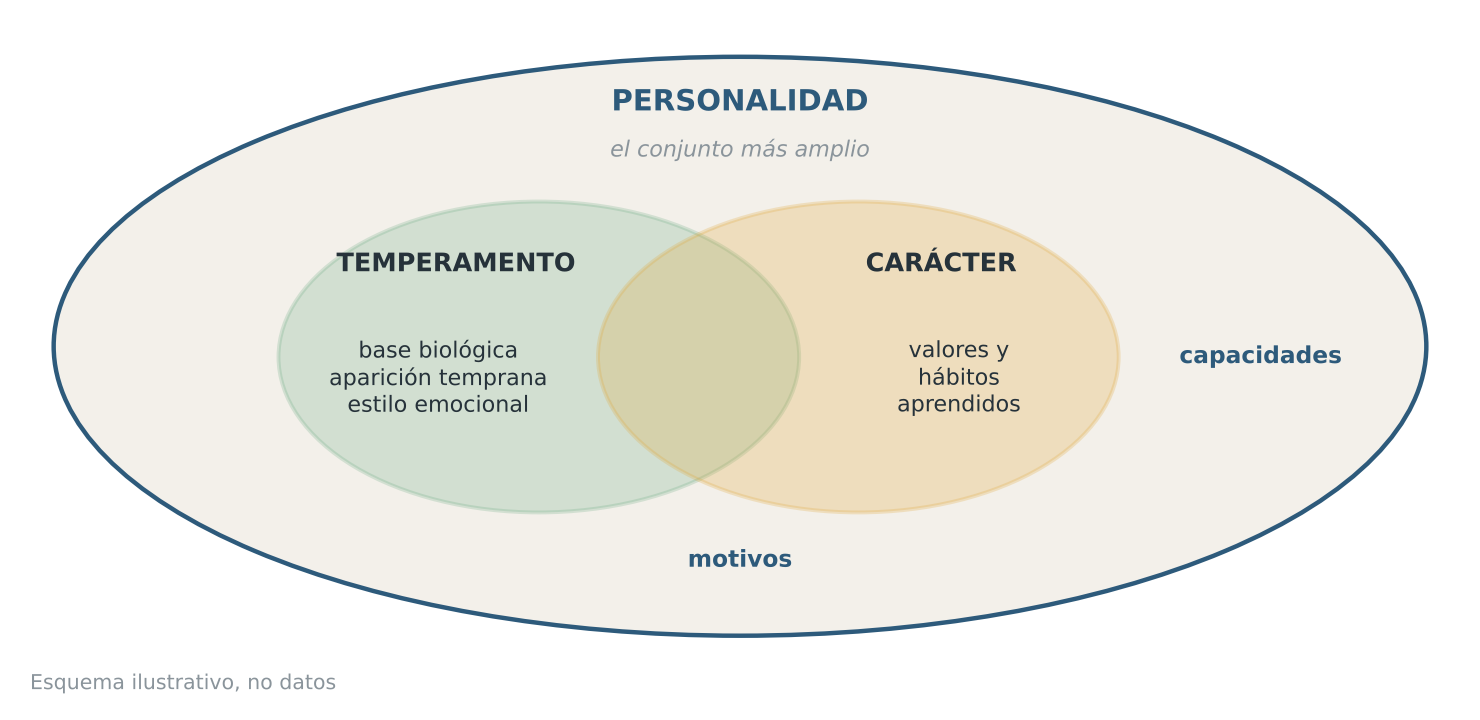 PERSONALIDAD
el conjunto más amplio
TEMPERAMENTO
base biológica
aparición temprana
estilo emocional
CARÁCTER
valores y
hábitos
aprendidos
capacidades
motivos
Esquema ilustrativo, no datos